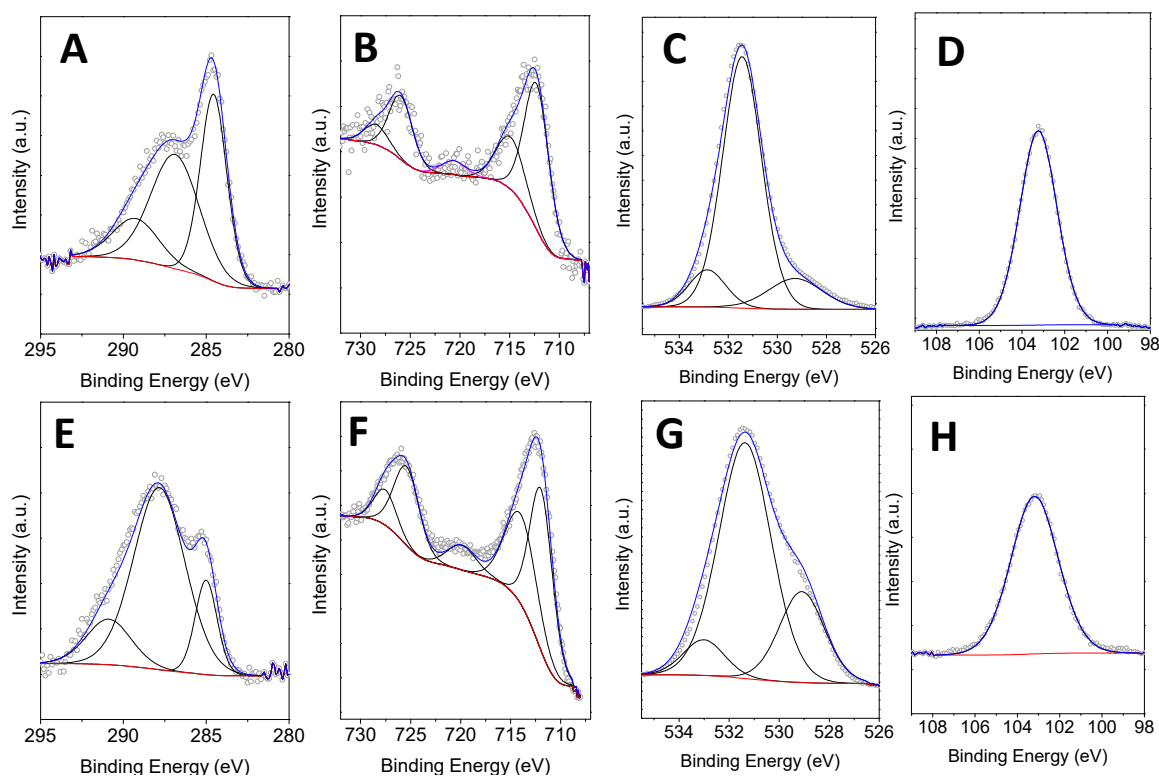 A
B
C
D
Intensity (a.u.)
Intensity (a.u.)
Intensity (a.u.)
Intensity (a.u.)
295 290 285 280
730 725 720 715 710
534 532 530 528 526
108 106 104 102 100 98
Binding Energy (eV)
Binding Energy (eV)
Binding Energy (eV)
Binding Energy (eV)
E
F
G
H
Intensity (a.u.)
Intensity (a.u.)
Intensity (a.u.)
Intensity (a.u.)
295 290 285 280
730 725 720 715 710
534 532 530 528 526
108 106 104 102 100 98
Binding Energy (eV)
Binding Energy (eV)
Binding Energy (eV)
Binding Energy (eV)